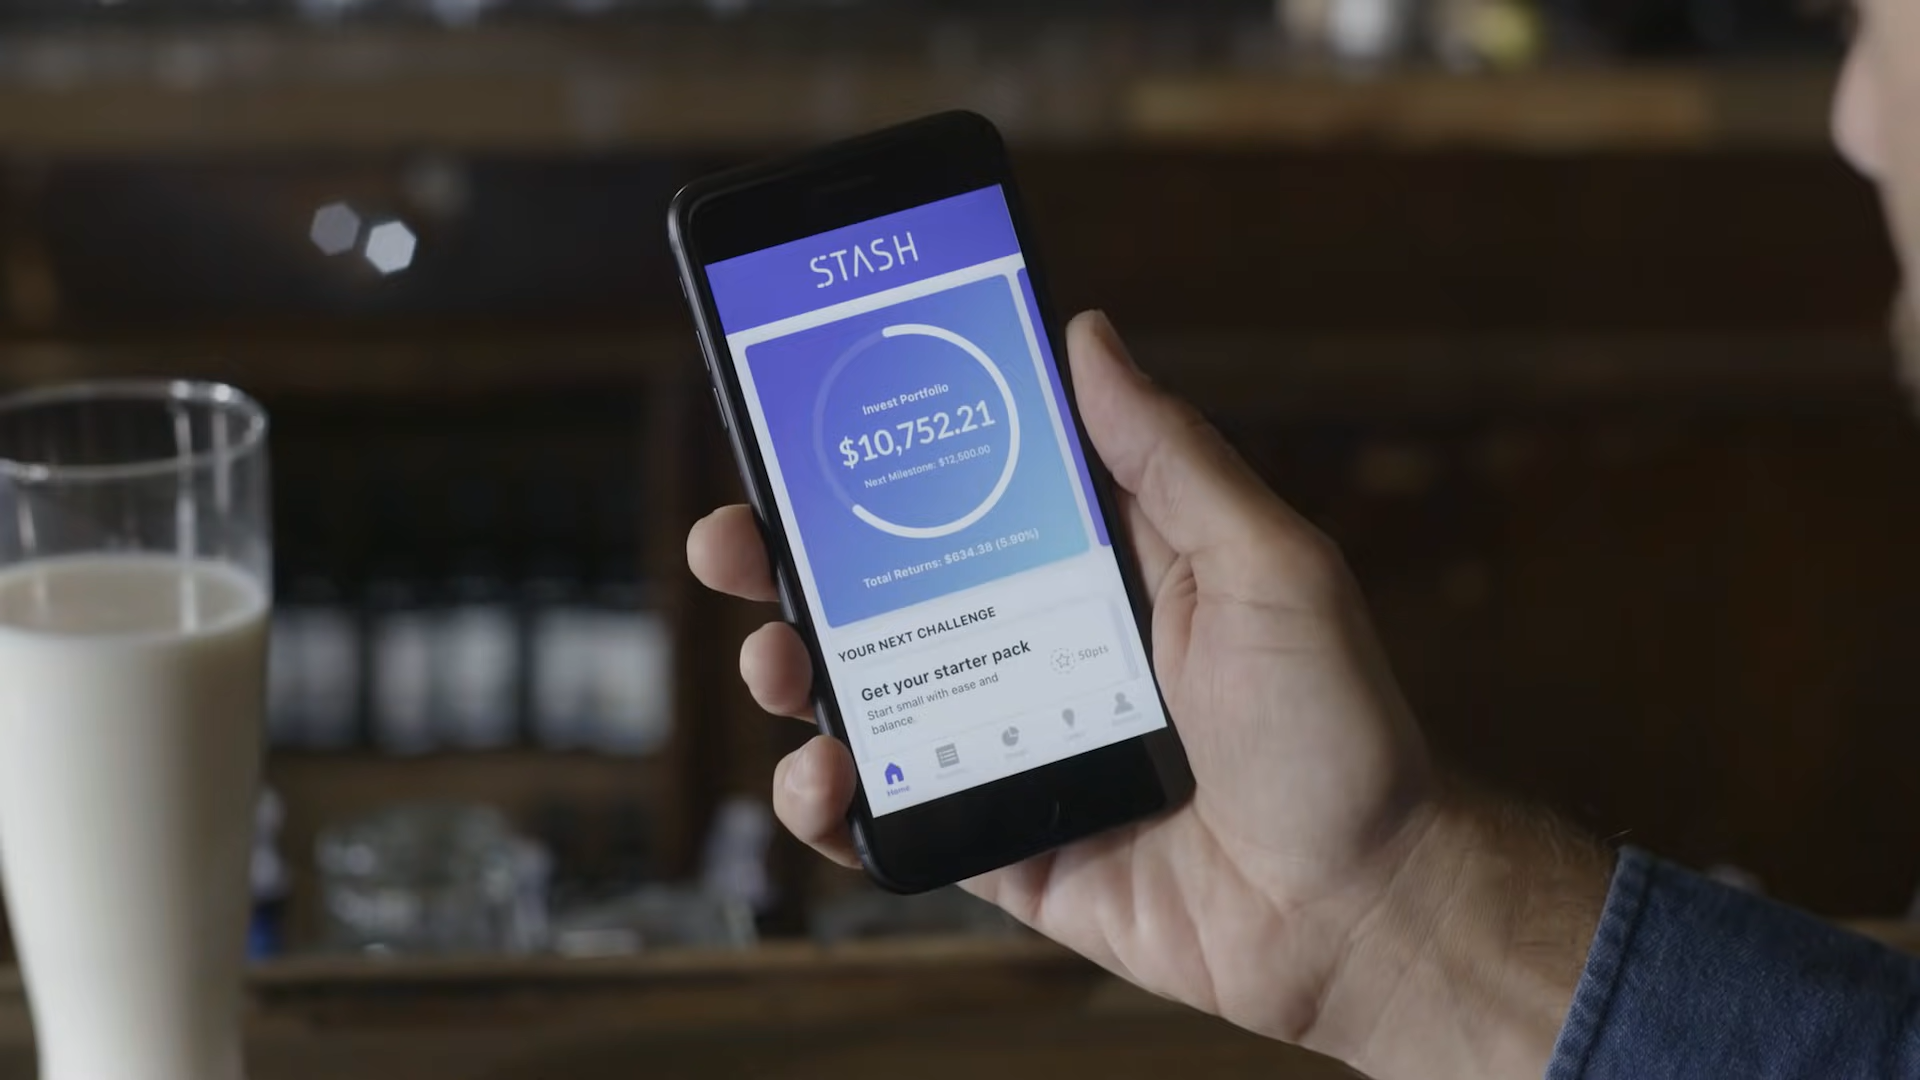 STASH
Invest Portfolio
$10,752.21
Next Milestone: $12,500.00
Total Returns: $634.38 (5.90%)
YOUR NEXT CHALLENGE
Get your starter pack
50pts
Start small with ease and
balance.
Home